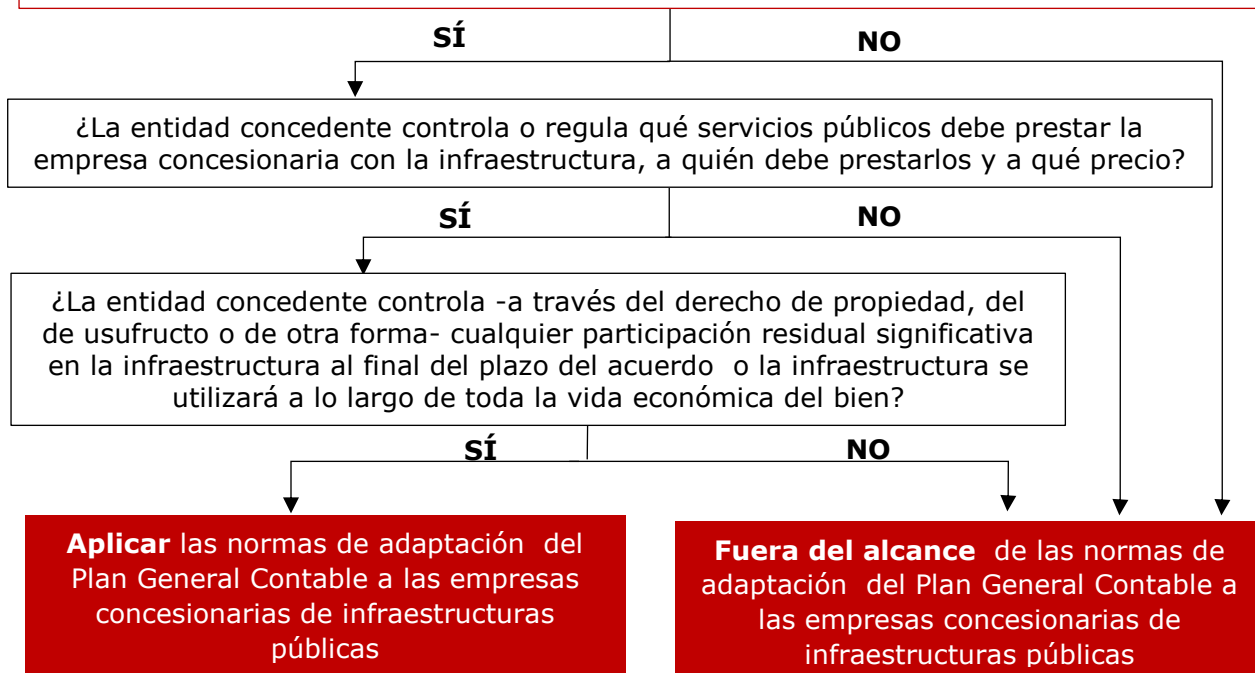 SÍ
NO
¿La entidad concedente controla o regula qué servicios públicos debe prestar la
empresa concesionaria con la infraestructura, a quién debe prestarlos y a qué precio?
SÍ
NO
¿La entidad concedente controla -a través del derecho de propiedad, del
de usufructo o de otra forma- cualquier participación residual significativa
en la infraestructura al final del plazo del acuerdo o la infraestructura se
utilizará a lo largo de toda la vida económica del bien?
SÍ
NO
Aplicar las normas de adaptación del
Plan General Contable a las empresas
concesionarias de infraestructuras
públicas
Fuera del alcance de las normas de
adaptación del Plan General Contable a
las empresas concesionarias de
infraestructuras públicas